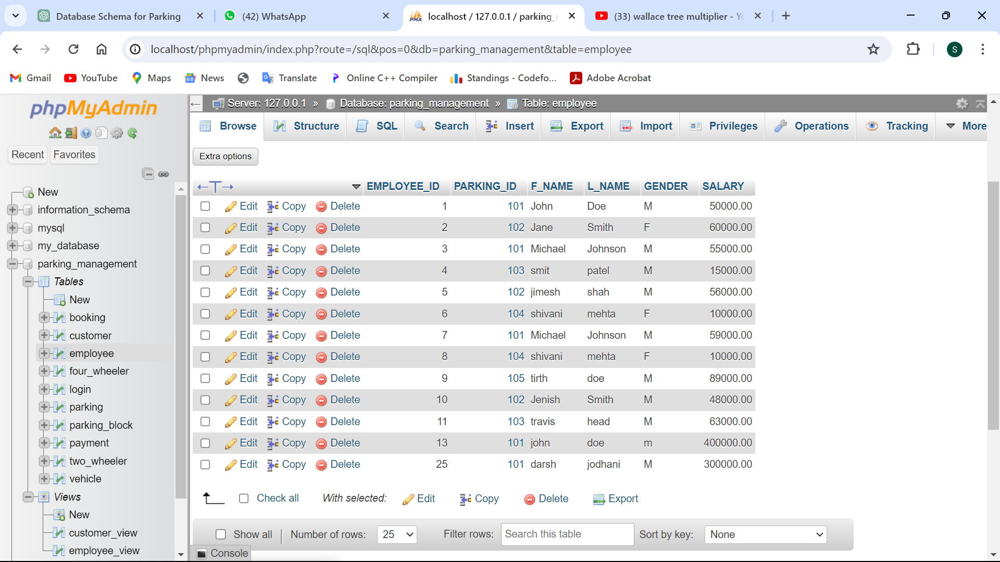 Database Schema for Parking
(42) WhatsApp
localhost / 127.0.0.1 / parking_
(33) wallace tree multiplier - Yo
localhost/phpmyadmin/index.php?route=/sql&pos=0&db=parking_management&table=employee
S
Gmail YouTube Maps News Translate Online C++ Compiler Standings - Codefo... Adobe Acrobat
phpMyAdmin
Recent Favorites
New
information_schema
mysql
my_database
parking_management
Tables
New
booking
customer
employee
four_wheeler
login
parking
parking_block
payment
two_wheeler
vehicle
Views
New
customer_view
employee_view
Server: 127.0.0.1 » Database: parking_management » Table: employee
Browse Structure SQL Search Insert Export Import Privileges Operations Tracking More
Extra options
EMPLOYEE_ID PARKING_ID F_NAME L_NAME GENDER SALARY
Edit Copy Delete 1 101 John Doe M 50000.00
Edit Copy Delete 2 102 Jane Smith F 60000.00
Edit Copy Delete 3 101 Michael Johnson M 55000.00
Edit Copy Delete 4 103 smit patel M 15000.00
Edit Copy Delete 5 102 jimesh shah M 56000.00
Edit Copy Delete 6 104 shivani mehta F 10000.00
Edit Copy Delete 7 101 Michael Johnson M 59000.00
Edit Copy Delete 8 104 shivani mehta F 10000.00
Edit Copy Delete 9 105 tirth doe M 89000.00
Edit Copy Delete 10 102 Jenish Smith M 48000.00
Edit Copy Delete 11 103 travis head M 63000.00
Edit Copy Delete 13 101 john doe m 400000.00
Edit Copy Delete 25 101 darsh jodhani M 300000.00
Check all With selected: Edit Copy Delete Export
Show all Number of rows: 25 Filter rows: Search this table Sort by key: None
Console